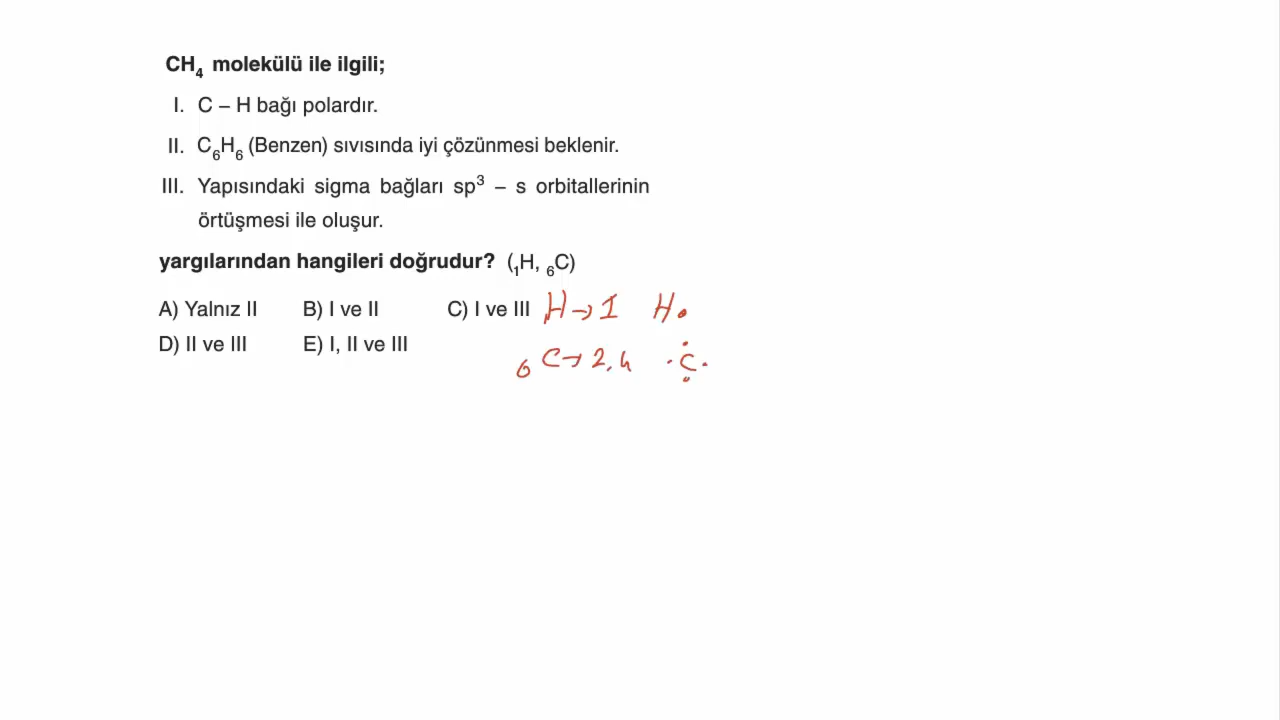 CH4 molekülü ile ilgili;
I. C – H bağı polardır.
II. C6H6 (Benzen) sıvısında iyi çözünmesi beklenir.
III. Yapısındaki sigma bağları sp3 – s orbitallerinin
örtüşmesi ile oluşur.
yargılarından hangileri doğrudur? (1H, 6C)
A) Yalnız II B) I ve II C) I ve III
D) II ve III E) I, II ve III
1H → 1 H•
6C → 2,4 ·C·